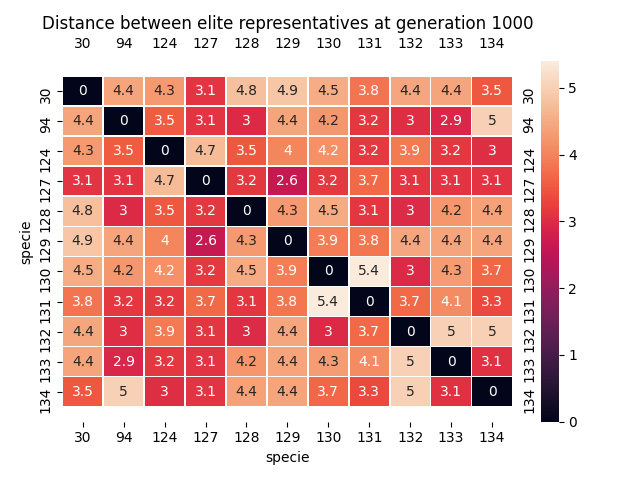 Distance between elite representatives at generation 1000
30 94 124 127 128 129 130 131 132 133 134
30 0 4.4 4.3 3.1 4.8 4.9 4.5 3.8 4.4 4.4 3.5 30
94 4.4 0 3.5 3.1 3 4.4 4.2 3.2 3 2.9 5 94
124 4.3 3.5 0 4.7 3.5 4 4.2 3.2 3.9 3.2 3 124
127 3.1 3.1 4.7 0 3.2 2.6 3.2 3.7 3.1 3.1 3.1 127
128 4.8 3 3.5 3.2 0 4.3 4.5 3.1 3 4.2 4.4 128
129 4.9 4.4 4 2.6 4.3 0 3.9 3.8 4.4 4.4 4.4 129
130 4.5 4.2 4.2 3.2 4.5 3.9 0 5.4 3 4.3 3.7 130
131 3.8 3.2 3.2 3.7 3.1 3.8 5.4 0 3.7 4.1 3.3 131
132 4.4 3 3.9 3.1 3 4.4 3 3.7 0 5 5 132
133 4.4 2.9 3.2 3.1 4.2 4.4 4.3 4.1 5 0 3.1 133
134 3.5 5 3 3.1 4.4 4.4 3.7 3.3 5 3.1 0 134
30 94 124 127 128 129 130 131 132 133 134
specie
specie
5
4
3
2
1
0